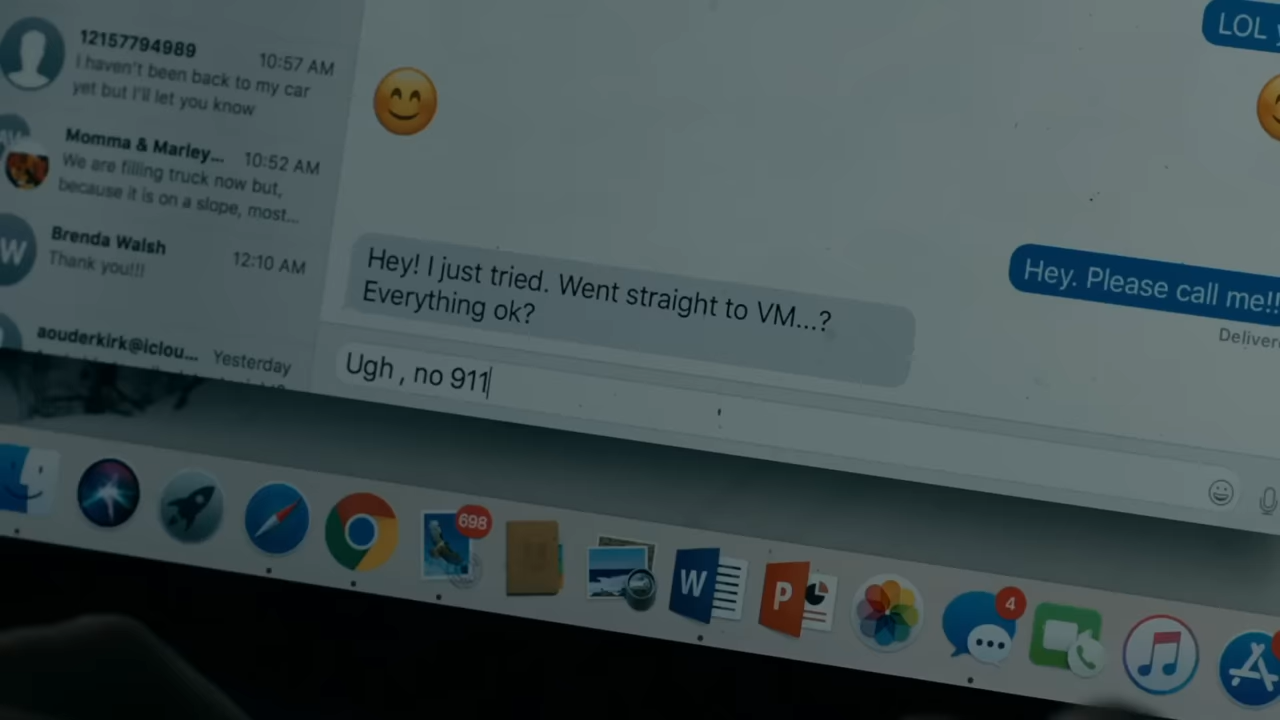 12157794989
10:57 AM
I haven't been back to my car
yet but I'll let you know
Momma & Marley...
10:52 AM
We are filling truck now but,
because it is on a slope, most...
Brenda Walsh
12:10 AM
Thank you!!!
W
aouderkirk@iclou...
Yesterday
LOL
Hey. Please call me!!
Hey! I just tried. Went straight to VM...?
Everything ok?
Ugh , no 911
698
W
P
4